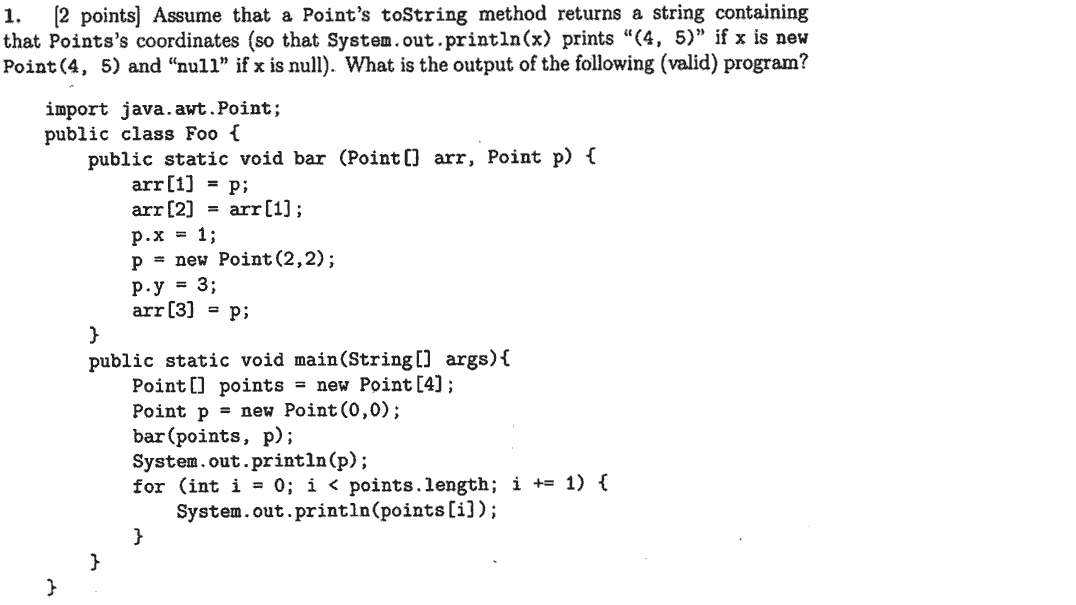 1. [2 points] Assume that a Point's toString method returns a string containing
that Points's coordinates (so that System.out.println(x) prints "(4, 5)" if x is new
Point(4, 5) and "null" if x is null). What is the output of the following (valid) program?
import java.awt.Point;
public class Foo {
public static void bar (Point[] arr, Point p) {
arr[1] = p;
arr[2] = arr[1];
p.x = 1;
p = new Point(2,2);
p.y = 3;
arr[3] = p;
}
public static void main(String[] args){
Point[] points = new Point[4];
Point p = new Point(0,0);
bar(points, p);
System.out.println(p);
for (int i = 0; i < points.length; i += 1) {
System.out.println(points[i]);
}
}
}